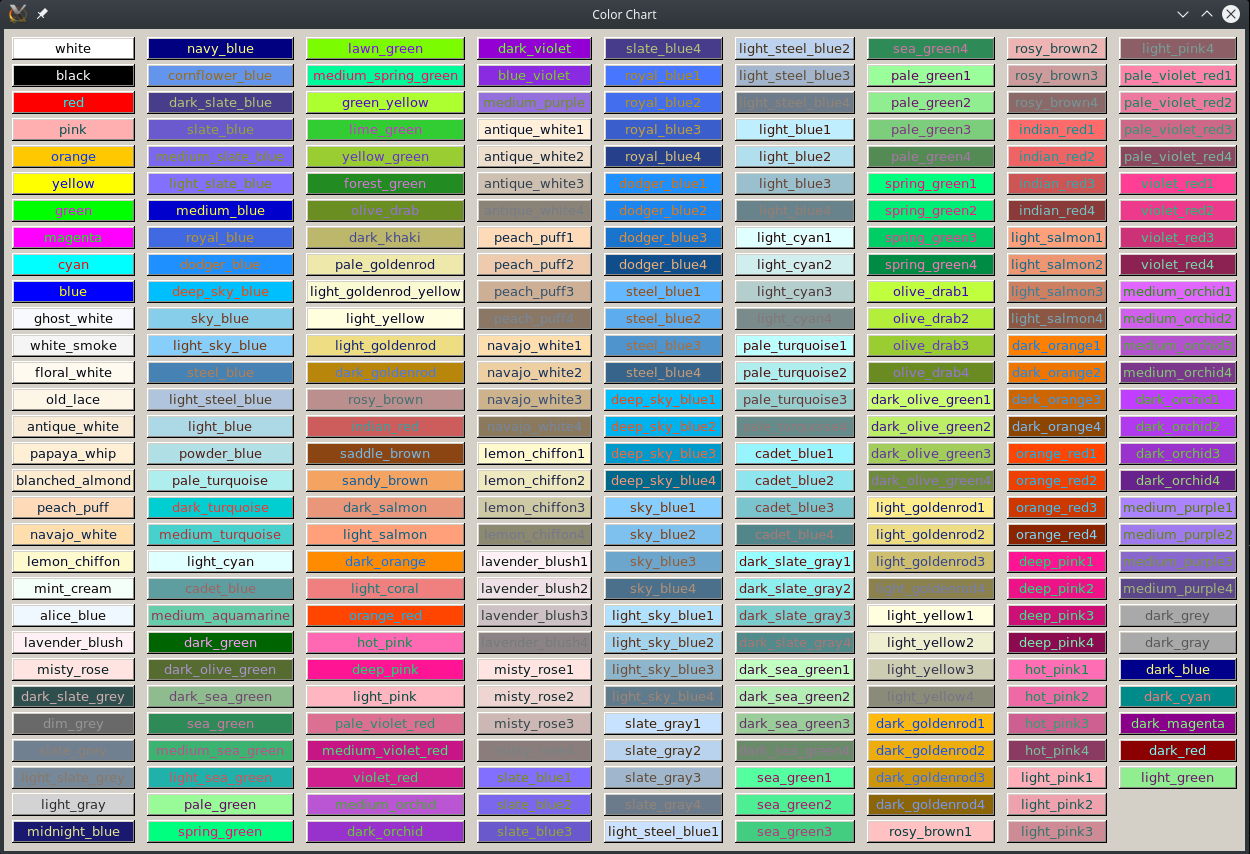 Color Chart
white
black
red
pink
orange
yellow
green
magenta
cyan
blue
ghost_white
white_smoke
floral_white
old_lace
antique_white
papaya_whip
blanched_almond
peach_puff
navajo_white
lemon_chiffon
mint_cream
alice_blue
lavender_blush
misty_rose
dark_slate_grey
dim_grey
slate_grey
light_slate_grey
light_gray
midnight_blue
navy_blue
cornflower_blue
dark_slate_blue
slate_blue
medium_slate_blue
light_slate_blue
medium_blue
royal_blue
dodger_blue
deep_sky_blue
sky_blue
light_sky_blue
steel_blue
light_steel_blue
light_blue
powder_blue
pale_turquoise
dark_turquoise
medium_turquoise
light_cyan
cadet_blue
medium_aquamarine
dark_green
dark_olive_green
dark_sea_green
sea_green
medium_sea_green
light_sea_green
pale_green
spring_green
lawn_green
medium_spring_green
green_yellow
lime_green
yellow_green
forest_green
olive_drab
dark_khaki
pale_goldenrod
light_goldenrod_yellow
light_yellow
light_goldenrod
dark_goldenrod
rosy_brown
indian_red
saddle_brown
sandy_brown
dark_salmon
light_salmon
dark_orange
light_coral
orange_red
hot_pink
deep_pink
light_pink
pale_violet_red
medium_violet_red
violet_red
medium_orchid
dark_orchid
dark_violet
blue_violet
medium_purple
antique_white1
antique_white2
antique_white3
antique_white4
peach_puff1
peach_puff2
peach_puff3
peach_puff4
navajo_white1
navajo_white2
navajo_white3
navajo_white4
lemon_chiffon1
lemon_chiffon2
lemon_chiffon3
lemon_chiffon4
lavender_blush1
lavender_blush2
lavender_blush3
lavender_blush4
misty_rose1
misty_rose2
misty_rose3
slate_blue1
slate_blue2
slate_blue3
slate_blue4
royal_blue1
royal_blue2
royal_blue3
royal_blue4
dodger_blue1
dodger_blue2
dodger_blue3
dodger_blue4
steel_blue1
steel_blue2
steel_blue3
steel_blue4
deep_sky_blue1
deep_sky_blue2
deep_sky_blue3
deep_sky_blue4
sky_blue1
sky_blue2
sky_blue3
sky_blue4
light_sky_blue1
light_sky_blue2
light_sky_blue3
light_sky_blue4
slate_gray1
slate_gray2
slate_gray3
slate_gray4
light_steel_blue1
light_steel_blue2
light_steel_blue3
light_steel_blue4
light_blue1
light_blue2
light_blue3
light_blue4
light_cyan1
light_cyan2
light_cyan3
light_cyan4
pale_turquoise1
pale_turquoise2
pale_turquoise3
pale_turquoise4
cadet_blue1
cadet_blue2
cadet_blue3
cadet_blue4
dark_slate_gray1
dark_slate_gray2
dark_slate_gray3
dark_slate_gray4
dark_sea_green1
dark_sea_green2
dark_sea_green3
dark_sea_green4
sea_green1
sea_green2
sea_green3
sea_green4
pale_green1
pale_green2
pale_green3
pale_green4
spring_green1
spring_green2
spring_green3
spring_green4
olive_drab1
olive_drab2
olive_drab3
olive_drab4
dark_olive_green1
dark_olive_green2
dark_olive_green3
dark_olive_green4
light_goldenrod1
light_goldenrod2
light_goldenrod3
light_goldenrod4
light_yellow1
light_yellow2
light_yellow3
light_yellow4
dark_goldenrod1
dark_goldenrod2
dark_goldenrod3
dark_goldenrod4
rosy_brown1
rosy_brown2
rosy_brown3
rosy_brown4
indian_red1
indian_red2
indian_red3
indian_red4
light_salmon1
light_salmon2
light_salmon3
light_salmon4
dark_orange1
dark_orange2
dark_orange3
dark_orange4
orange_red1
orange_red2
orange_red3
orange_red4
deep_pink1
deep_pink2
deep_pink3
deep_pink4
hot_pink1
hot_pink2
hot_pink3
hot_pink4
light_pink1
light_pink2
light_pink3
light_pink4
pale_violet_red1
pale_violet_red2
pale_violet_red3
pale_violet_red4
violet_red1
violet_red2
violet_red3
violet_red4
medium_orchid1
medium_orchid2
medium_orchid3
medium_orchid4
dark_orchid1
dark_orchid2
dark_orchid3
dark_orchid4
medium_purple1
medium_purple2
medium_purple3
medium_purple4
dark_grey
dark_gray
dark_blue
dark_cyan
dark_magenta
dark_red
light_green